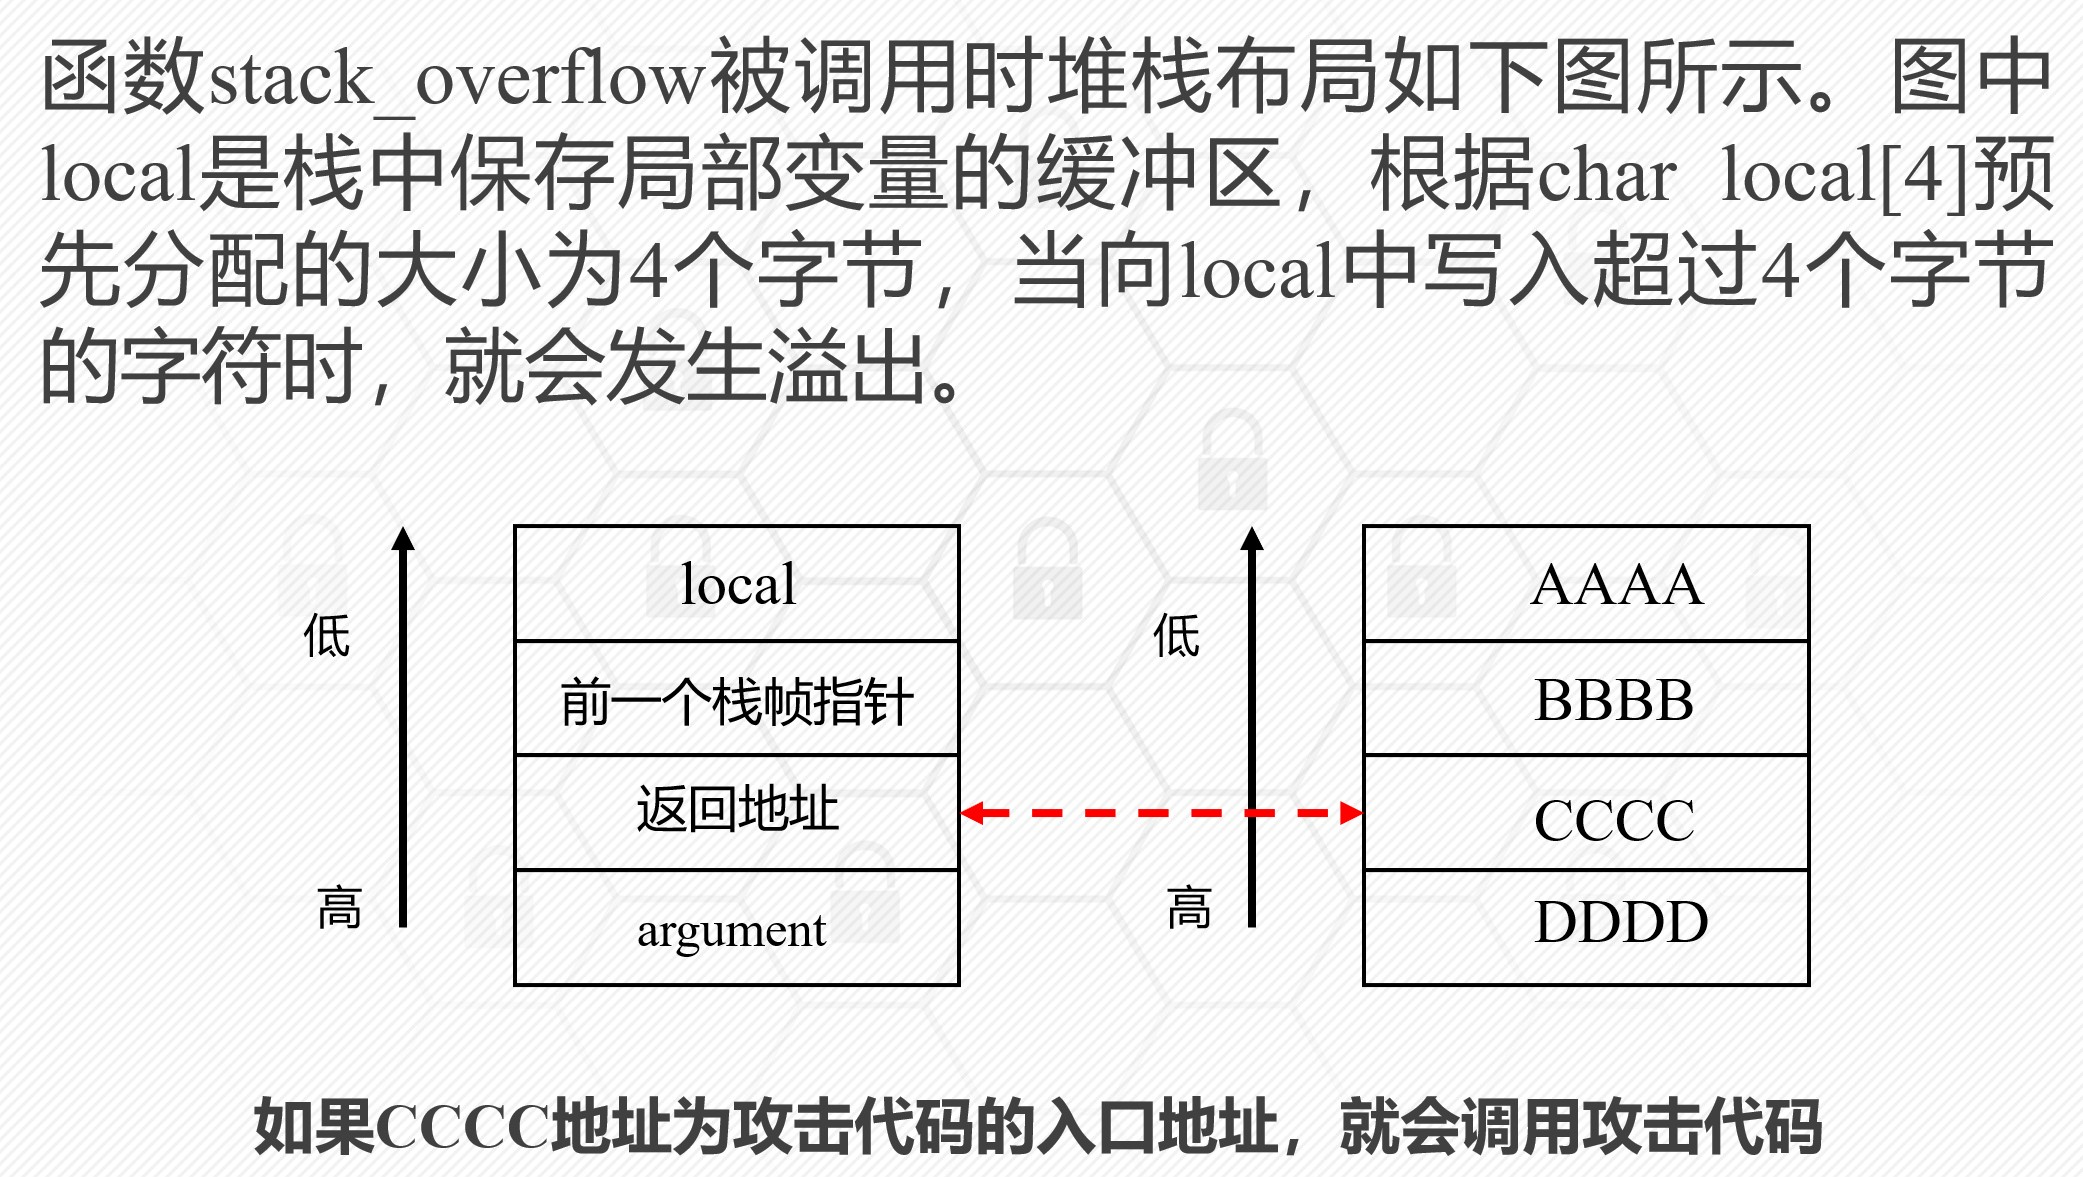 函数stack_overflow被调用时堆栈布局如下图所示。图中
local是栈中保存局部变量的缓冲区，根据char local[4]预
先分配的大小为4个字节，当向local中写入超过4个字节
的字符时，就会发生溢出。
低
高
local
前一个栈帧指针
返回地址
argument
低
高
AAAA
BBBB
CCCC
DDDD
如果CCCC地址为攻击代码的入口地址，就会调用攻击代码